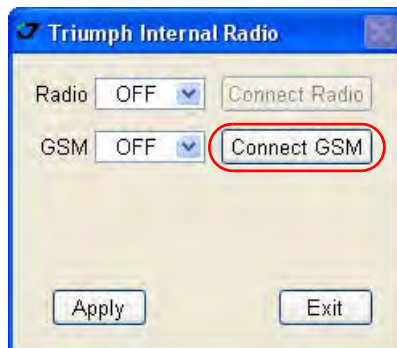 Triumph Internal Radio
Radio OFF Connect Radio
GSM OFF Connect GSM
Apply Exit